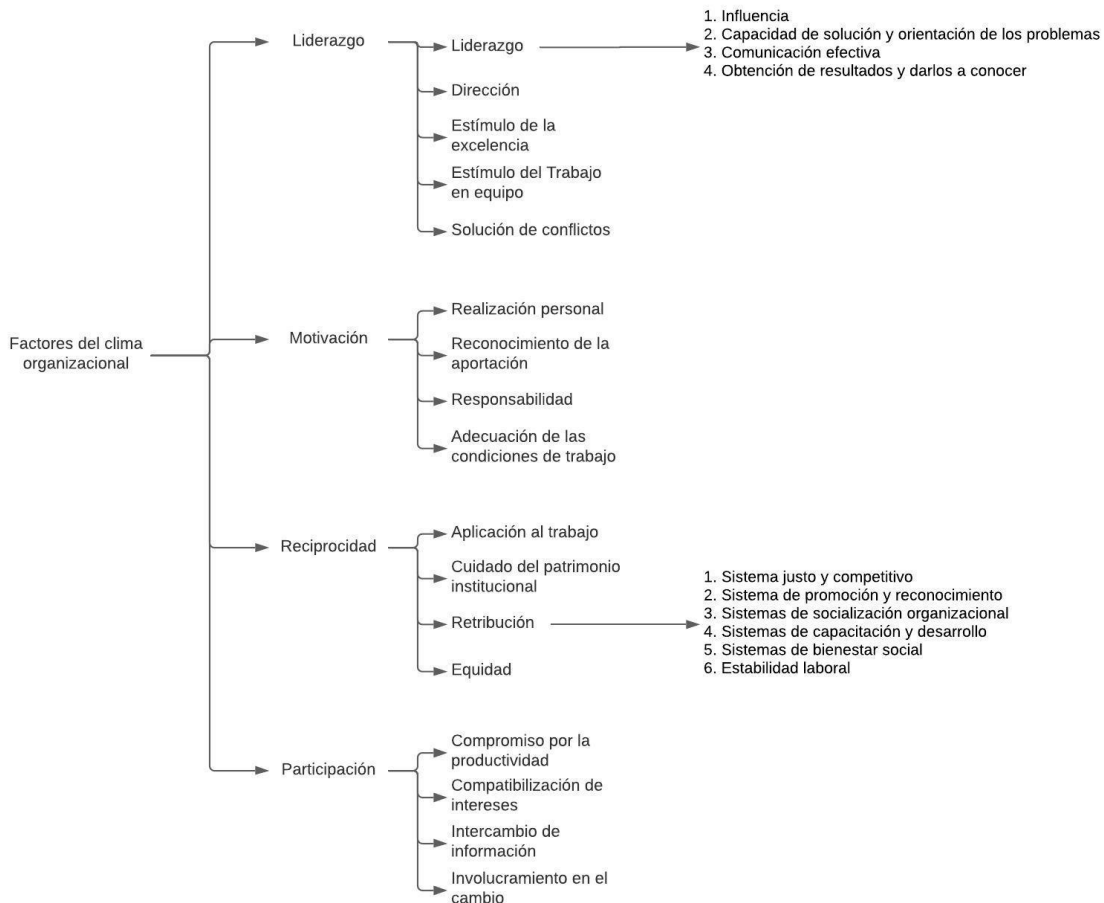 Factores del clima
organizacional
Liderazgo
Liderazgo
1. Influencia
2. Capacidad de solución y orientación de los problemas
3. Comunicación efectiva
4. Obtención de resultados y darlos a conocer
Dirección
Estímulo de la
excelencia
Estímulo del Trabajo
en equipo
Solución de conflictos
Motivación
Realización personal
Reconocimiento de la
aportación
Responsabilidad
Adecuación de las
condiciones de trabajo
Reciprocidad
Aplicación al trabajo
Cuidado del patrimonio
institucional
Retribución
1. Sistema justo y competitivo
2. Sistema de promoción y reconocimiento
3. Sistemas de socialización organizacional
4. Sistemas de capacitación y desarrollo
5. Sistemas de bienestar social
6. Estabilidad laboral
Equidad
Participación
Compromiso por la
productividad
Compatibilización de
intereses
Intercambio de
información
Involucramiento en el
cambio